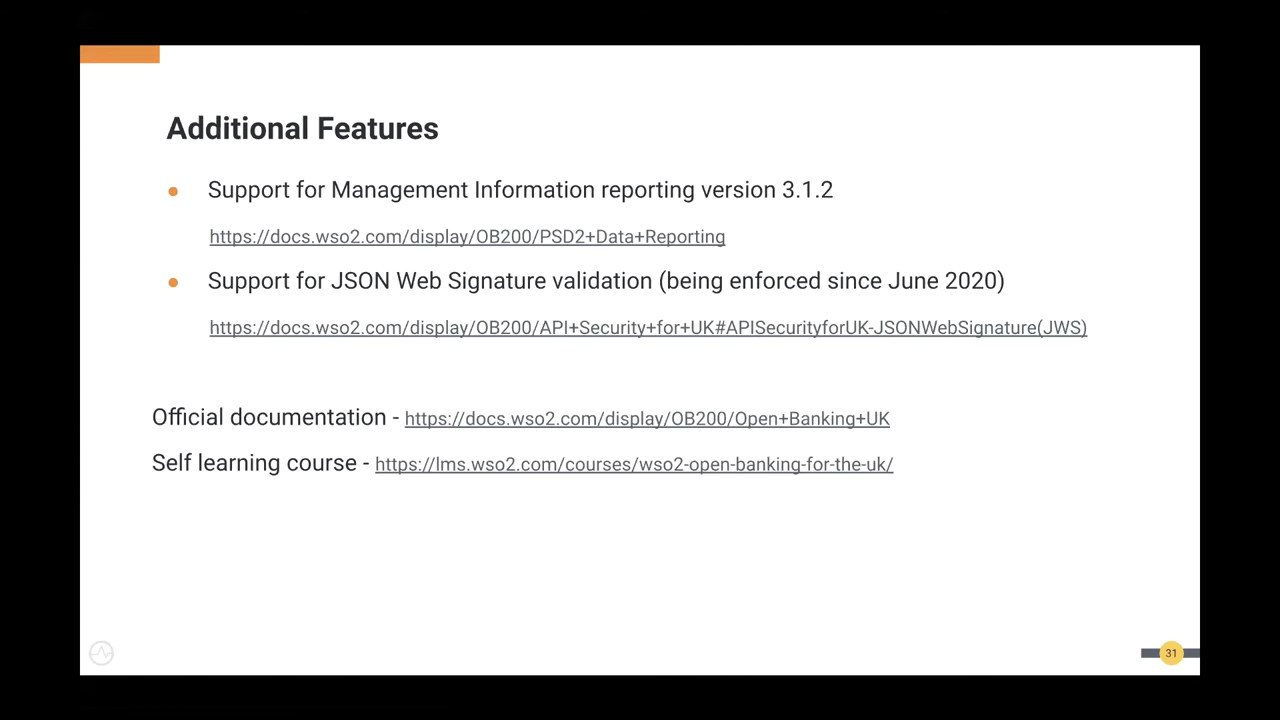 Additional Features
● Support for Management Information reporting version 3.1.2
https://docs.wso2.com/display/OB200/PSD2+Data+Reporting
● Support for JSON Web Signature validation (being enforced since June 2020)
https://docs.wso2.com/display/OB200/API+Security+for+UK#APISecurityforUK-JSONWebSignature(JWS)
Official documentation - https://docs.wso2.com/display/OB200/Open+Banking+UK
Self learning course - https://lms.wso2.com/courses/wso2-open-banking-for-the-uk/
31